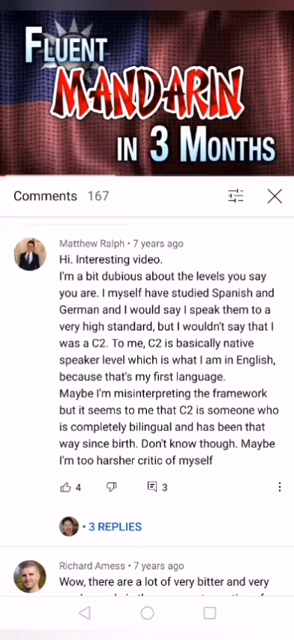 FLUENT
MANDARIN
IN 3 MONTHS
Comments 167
Matthew Ralph • 7 years ago
Hi. Interesting video.
I'm a bit dubious about the levels you say
you are. I myself have studied Spanish and
German and I would say I speak them to a
very high standard, but I wouldn't say that I
was a C2. To me, C2 is basically native
speaker level which is what I am in English,
because that's my first language.
Maybe I'm misinterpreting the framework
but it seems to me that C2 is someone who
is completely bilingual and has been that
way since birth. Don't know though. Maybe
I'm too harsher critic of myself
4 3
• 3 REPLIES
Richard Amess • 7 years ago
Wow, there are a lot of very bitter and very